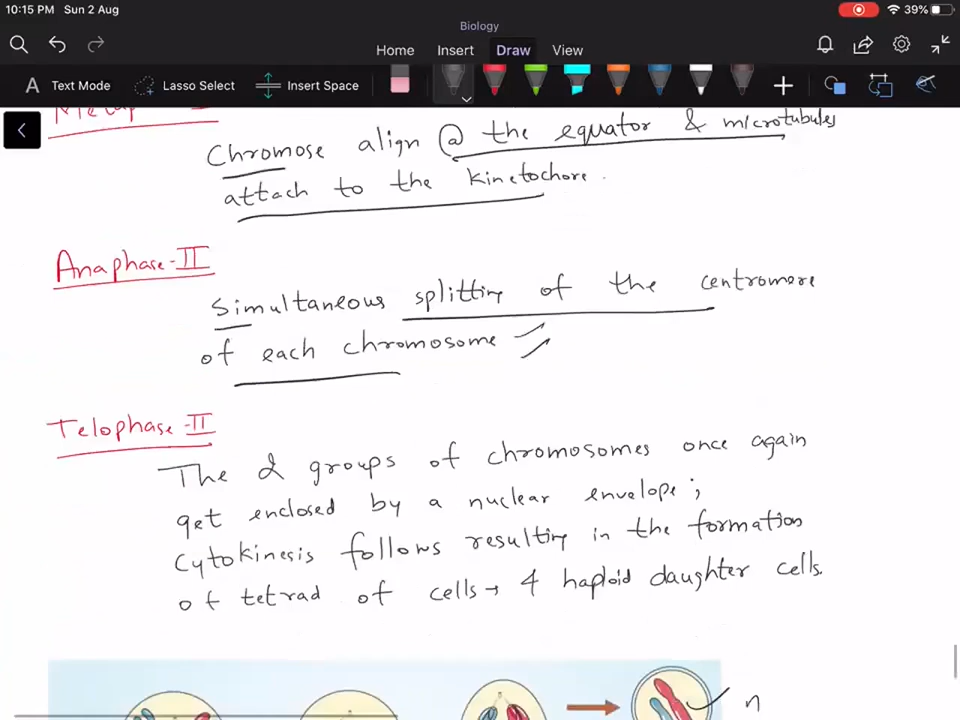 10:15 PM Sun 2 Aug
39%
Biology
Home Insert Draw View
Text Mode Lasso Select Insert Space
Chromose align @ the equator & microtubules
attach to the kinetochore.
Anaphase-II
Simultaneous splitting of the centromere
of each chromosome
Telophase-II
The 2 groups of chromosomes once again
get enclosed by a nuclear envelope;
Cytokinesis follows resulting in the formation
of tetrad of cells → 4 haploid daughter cells.
n